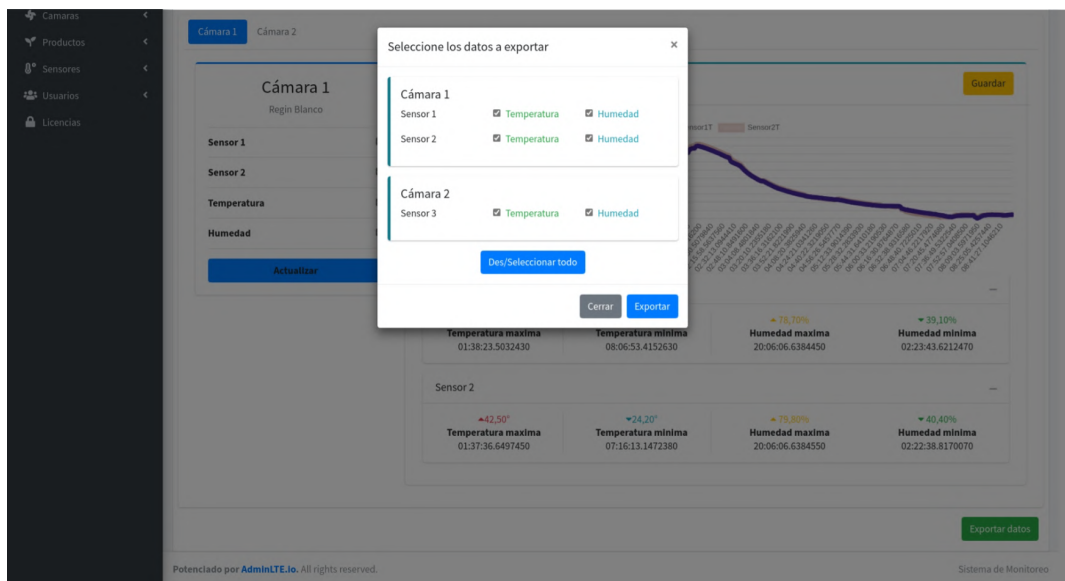 Camaras
Productos
Sensores
Usuarios
Licencias
Cámara 1 Cámara 2
Cámara 1
Regin Blanco
Sensor 1
Sensor 2
Temperatura
Humedad
Actualizar
Seleccione los datos a exportar ×
Cámara 1
Sensor 1 Temperatura Humedad
Sensor 2 Temperatura Humedad
Cámara 2
Sensor 3 Temperatura Humedad
Des/Seleccionar todo
Cerrar Exportar
Guardar
Sensor2T
78,70% 39,10%
Temperatura maxima Temperatura minima Humedad maxima Humedad minima
01:38:23.5032430 08:06:53.4152630 20:06:06.6384450 02:23:43.6212470
Sensor 2
42,50° 24,20° 79,80% 40,40%
Temperatura maxima Temperatura minima Humedad maxima Humedad minima
01:37:36.6497450 07:16:13.1472380 20:06:06.6384550 02:22:38.8170070
Exportar datos
Potenciado por AdminLTE.io. All rights reserved. Sistema de Monitoreo